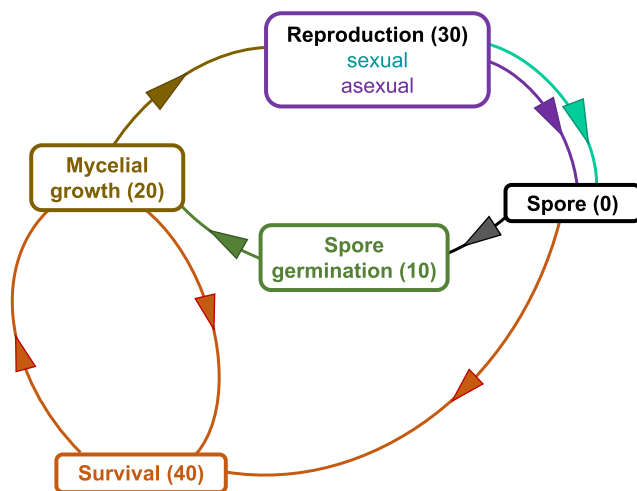 Reproduction (30)
sexual
asexual
Mycelial
growth (20)
Spore (0)
Spore
germination (10)
Survival (40)